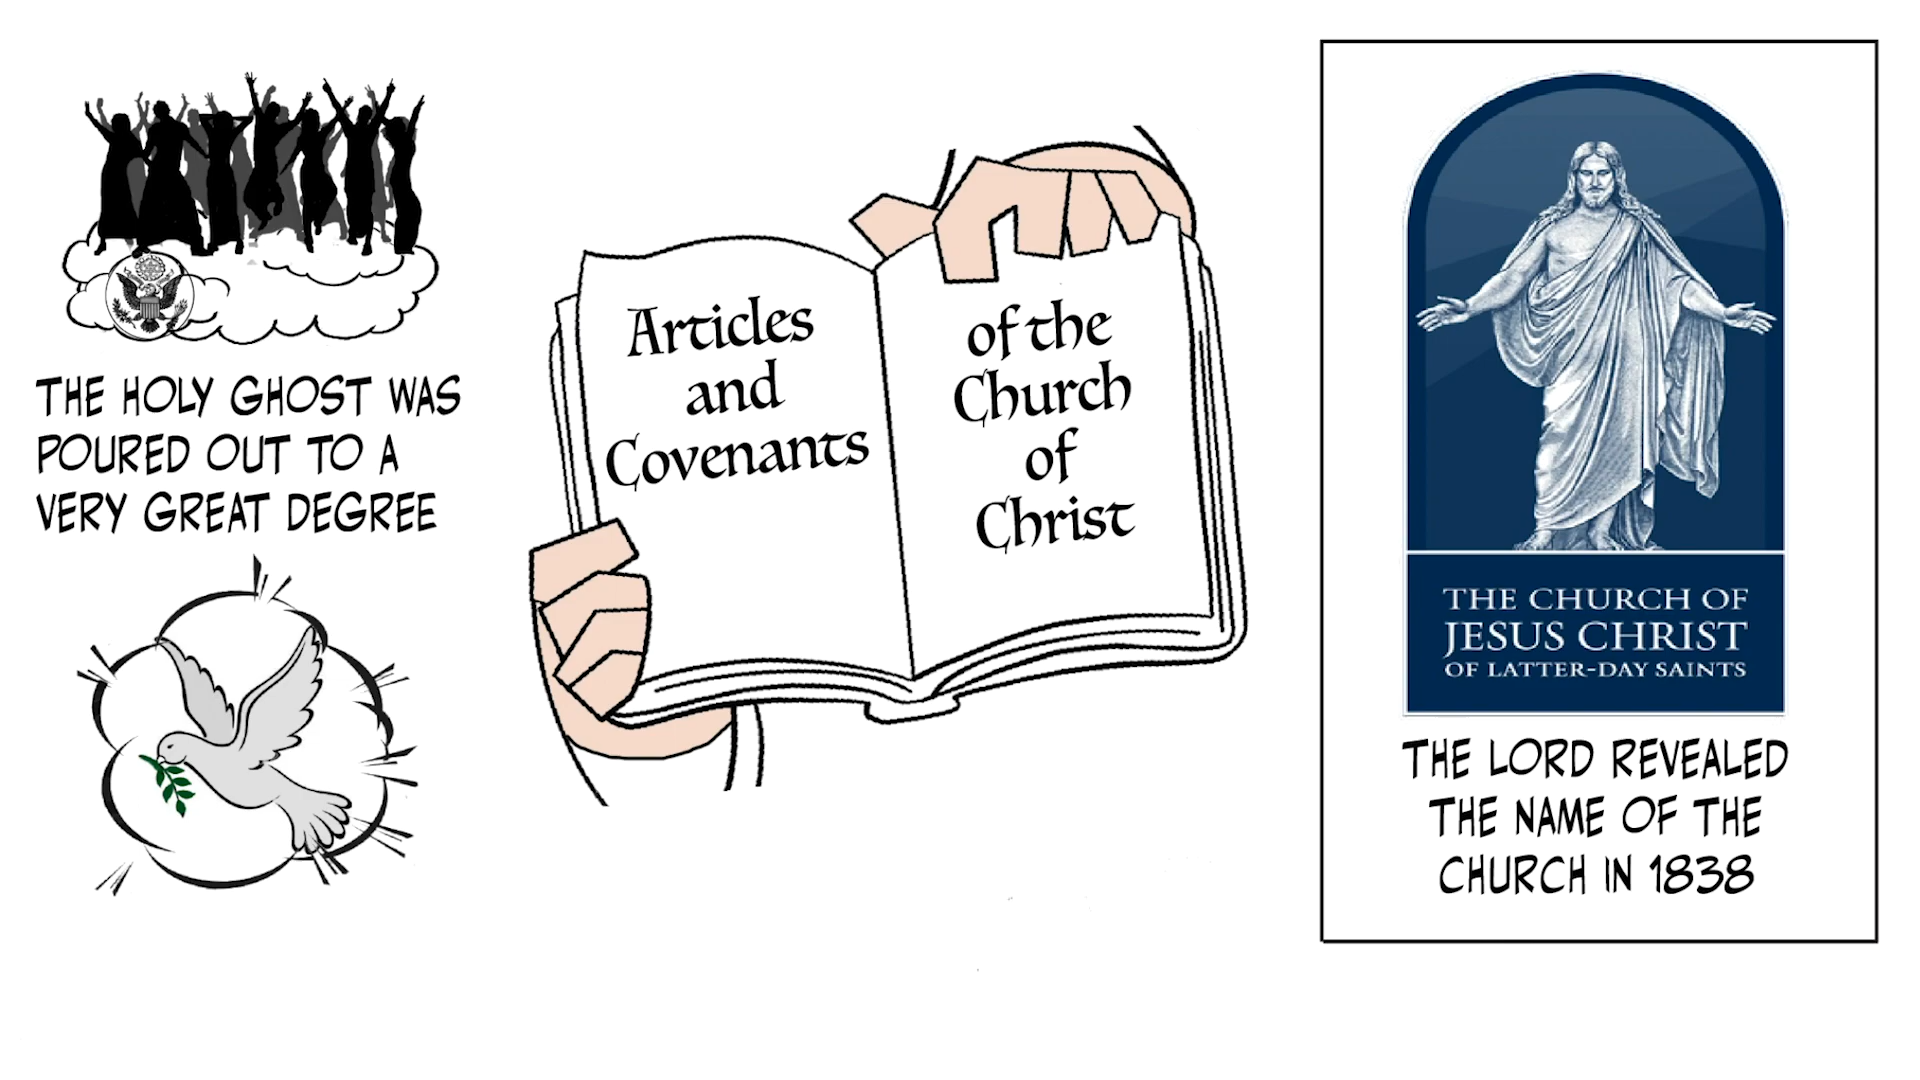 THE HOLY GHOST WAS
POURED OUT TO A
VERY GREAT DEGREE
Articles
and
Covenants
of the
Church
of
Christ
THE CHURCH OF
JESUS CHRIST
OF LATTER-DAY SAINTS
THE LORD REVEALED
THE NAME OF THE
CHURCH IN 1838